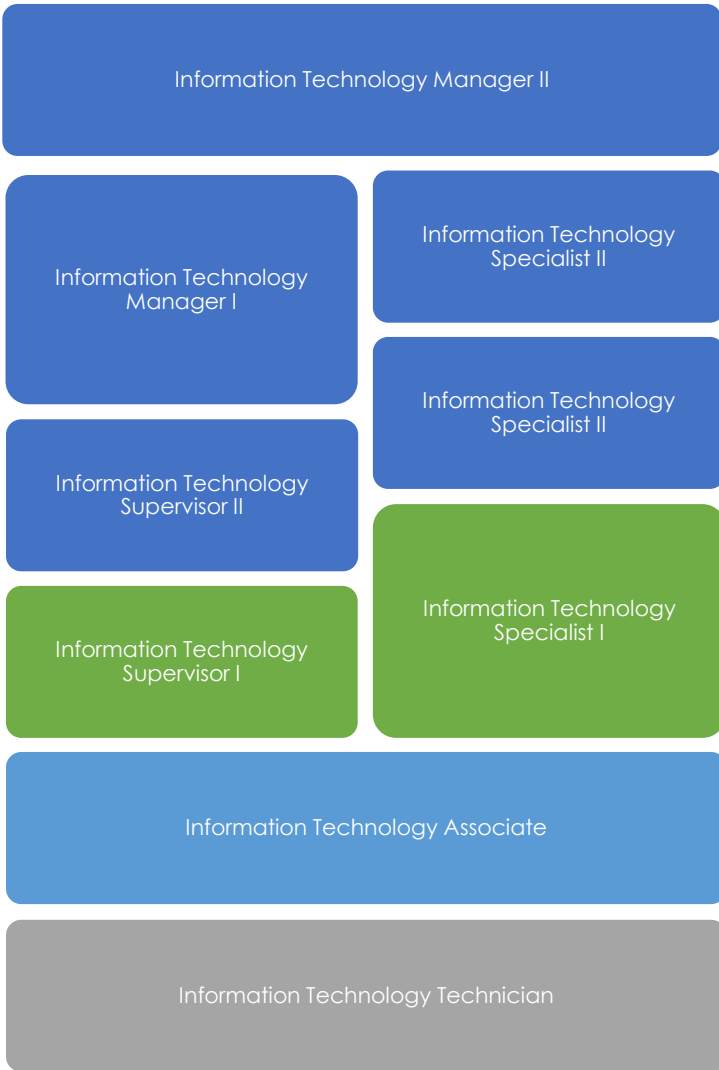 Information Technology Manager II
Information Technology
Manager I
Information Technology
Specialist II
Information Technology
Specialist II
Information Technology
Supervisor II
Information Technology
Specialist I
Information Technology
Supervisor I
Information Technology Associate
Information Technology Technician